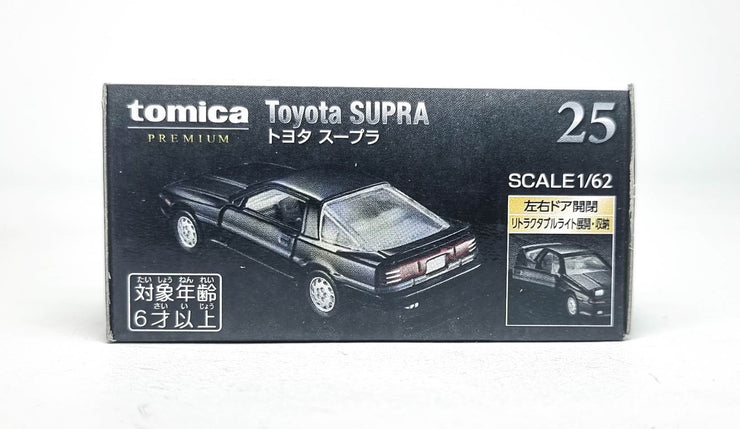 tomica
PREMIUM
Toyota SUPRA
トヨタ スープラ
25
SCALE 1/62
左右ドア開閉
リトラクタブルライト展開・収納
たい しょう ねん れい
対象年齢
さい い じょう
6才以上